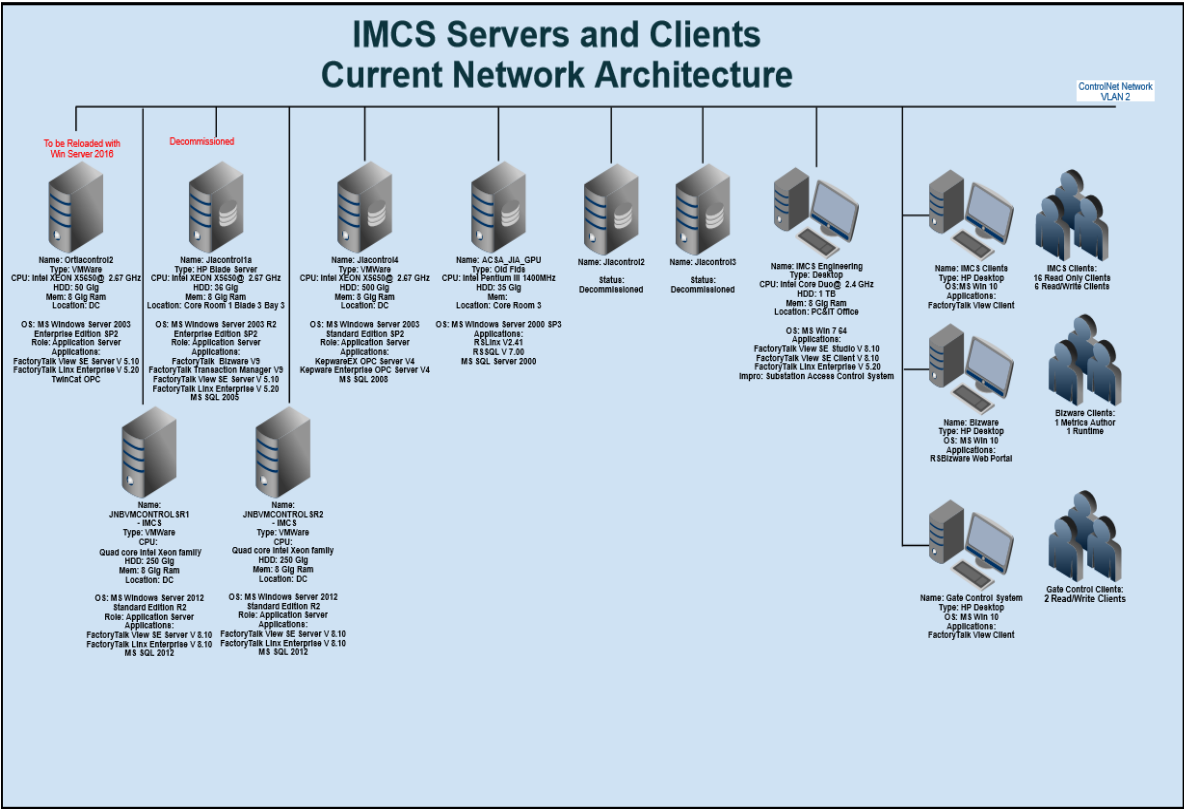 IMCS Servers and Clients
Current Network Architecture
ControlNet Network
VLAN 2
To be Reloaded with
Win Server 2016
Decommissioned
Name: Ortiacontrol2
Type: VMWare
CPU: Intel XEON X5650@ 2.67 GHz
HDD: 50 Gig
Mem: 8 Gig Ram
Location: DC
OS: MS Windows Server 2003
Enterprise Edition SP2
Role: Application Server
Applications:
FactoryTalk View SE Server V 5.10
FactoryTalk Linx Enterprise V 5.20
TwinCat OPC
Name: Jiacontrol1a
Type: HP Blade Server
CPU: Intel XEON X5650@ 2.67 GHz
HDD: 36 Gig
Mem: 8 Gig Ram
Location: Core Room 1 Blade 3 Bay 3
OS: MS Windows Server 2003 R2
Enterprise Edition SP2
Role: Application Server
Applications:
FactoryTalk Bizware V9
FactoryTalk Transaction Manager V9
FactoryTalk View SE Server V 5.10
FactoryTalk Linx Enterprise V 5.20
MS SQL 2005
Name: Jiacontrol4
Type: VMWare
CPU: Intel XEON X5650@ 2.67 GHz
HDD: 500 Gig
Mem: 8 Gig Ram
Location: DC
OS: MS Windows Server 2003
Standard Edition SP2
Role: Application Server
Applications:
KepwareEX OPC Server V4
Kepware Enterprise OPC Server V4
MS SQL 2008
Name: ACSA_JIA_GPU
Type: Old Fids
CPU: Intel Pentium III 1400MHz
HDD: 35 Gig
Mem:
Location: Core Room 3
OS: MS Windows Server 2000 SP3
Applications:
RSLinx V2.41
RSSQL V 7.00
MS SQL Server 2000
Name: Jiacontrol2
Status:
Decommissioned
Name: Jiacontrol3
Status:
Decommissioned
Name: IMCS Engineering
Type: Desktop
CPU: Intel Core Duo@ 2.4 GHz
HDD: 1 TB
Mem: 8 Gig Ram
Location: PC&IT Office
OS: MS Win 7 64
Applications:
FactoryTalk View SE Studio V 8.10
FactoryTalk View SE Client V 8.10
FactoryTalk Linx Enterprise V 5.20
Impro: Substation Access Control System
Name: IMCS Clients
Type: HP Desktop
OS:MS Win 10
Applications:
FactoryTalk View Client
IMCS Clients:
16 Read Only Clients
6 Read/Write Clients
Name: Bizware
Type: HP Desktop
OS: MS Win 10
Applications:
RSBizware Web Portal
Bizware Clients:
1 Metrics Author
1 Runtime
Name:
JNBVMCONTROLSR1
- IMCS
Type: VMWare
CPU:
Quad core Intel Xeon family
HDD: 250 Gig
Mem: 8 Gig Ram
Location: DC
OS: MS Windows Server 2012
Standard Edition R2
Role: Application Server
Applications:
FactoryTalk View SE Server V 8.10
FactoryTalk Linx Enterprise V 8.10
MS SQL 2012
Name:
JNBVMCONTROLSR2
- IMCS
Type: VMWare
CPU:
Quad core Intel Xeon family
HDD: 250 Gig
Mem: 8 Gig Ram
Location: DC
OS: MS Windows Server 2012
Standard Edition R2
Role: Application Server
Applications:
FactoryTalk View SE Server V 8.10
FactoryTalk Linx Enterprise V 8.10
MS SQL 2012
Name: Gate Control System
Type: HP Desktop
OS: MS Win 10
Applications:
FactoryTalk View Client
Gate Control Clients:
2 Read/Write Clients